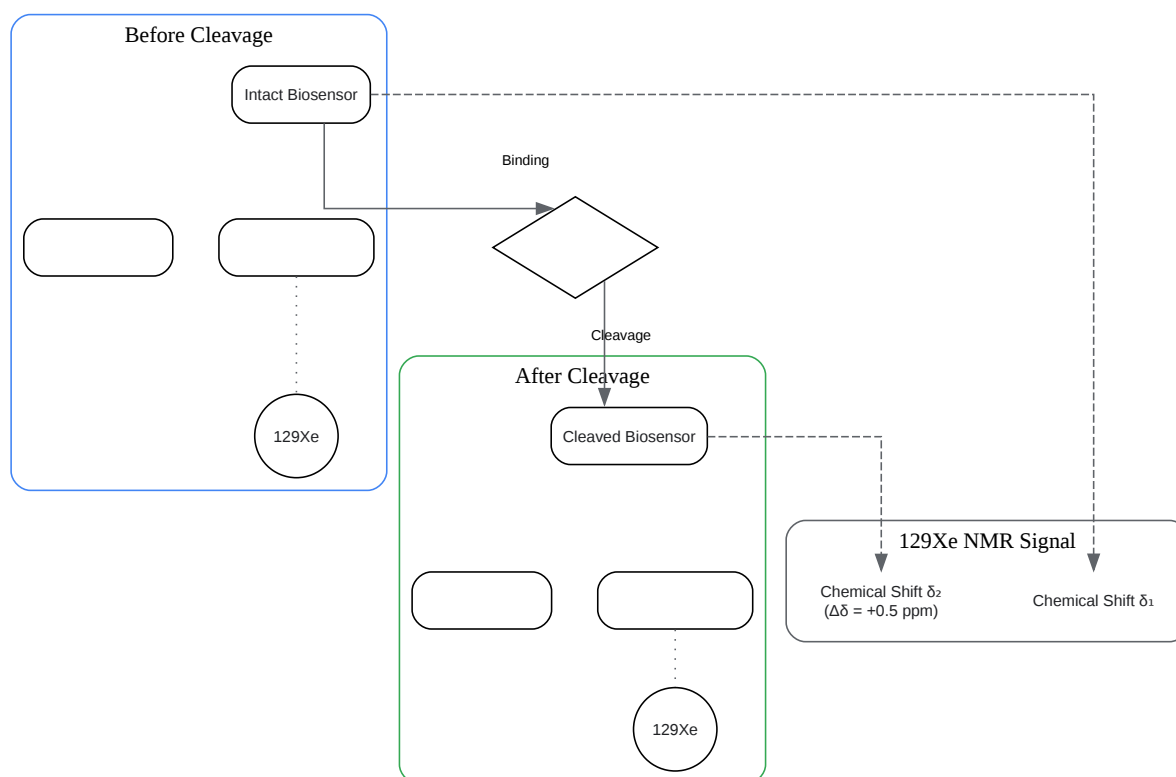 Before Cleavage
Intact Biosensor
Binding
129Xe
Cleavage
After Cleavage
Cleaved Biosensor
129Xe
129Xe NMR Signal
Chemical Shift δ₂
(Δδ = +0.5 ppm)
Chemical Shift δ₁